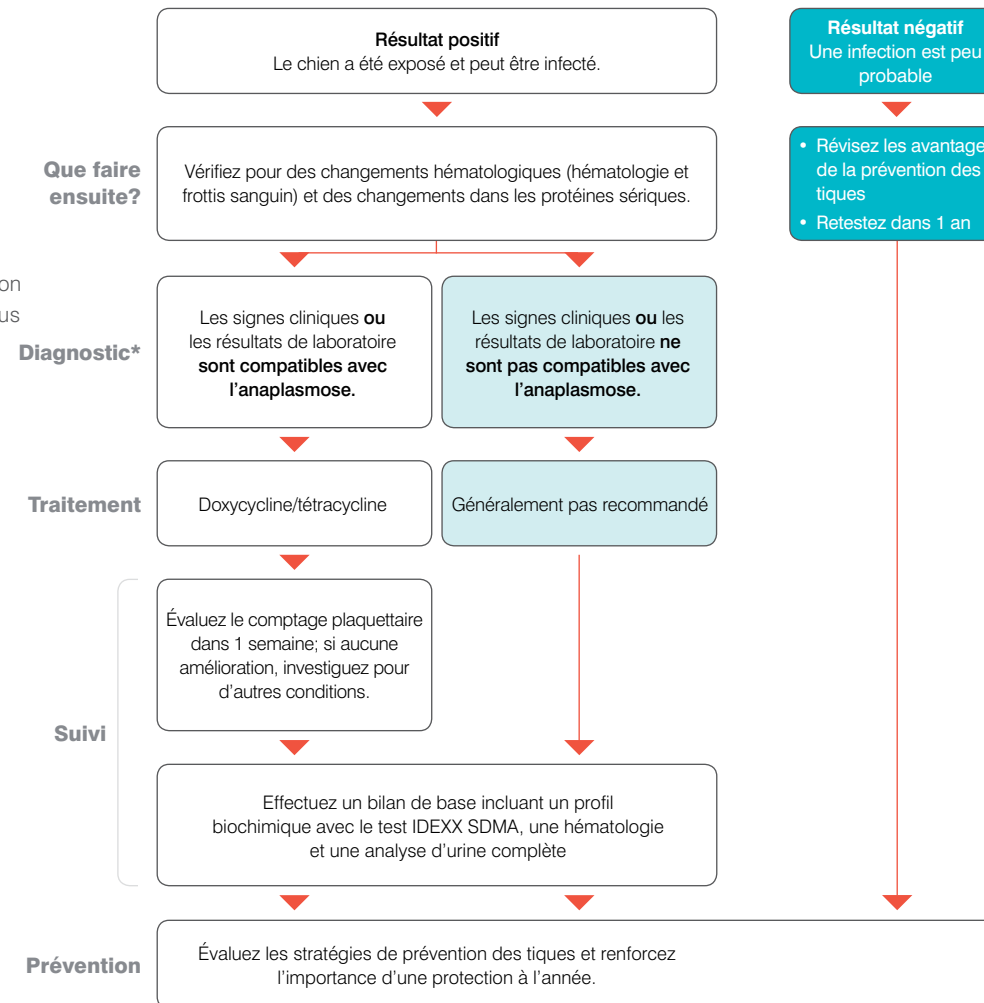 Résultat positif
Le chien a été exposé et peut être infecté.
Résultat négatif
Une infection est peu
probable
Que faire
ensuite?
Vérifiez pour des changements hématologiques (hématologie et
frottis sanguin) et des changements dans les protéines sériques.
• Révisez les avantage
de la prévention des
tiques
• Retestez dans 1 an
on
us
Diagnostic*
Les signes cliniques ou
les résultats de laboratoire
sont compatibles avec
l'anaplasmose.
Les signes cliniques ou les
résultats de laboratoire ne
sont pas compatibles avec
l'anaplasmose.
Traitement
Doxycycline/tétracycline
Généralement pas recommandé
Suivi
Évaluez le comptage plaquettaire
dans 1 semaine; si aucune
amélioration, investiguez pour
d'autres conditions.
Effectuez un bilan de base incluant un profil
biochimique avec le test IDEXX SDMA, une hématologie
et une analyse d'urine complète
Prévention
Évaluez les stratégies de prévention des tiques et renforcez
l'importance d'une protection à l'année.